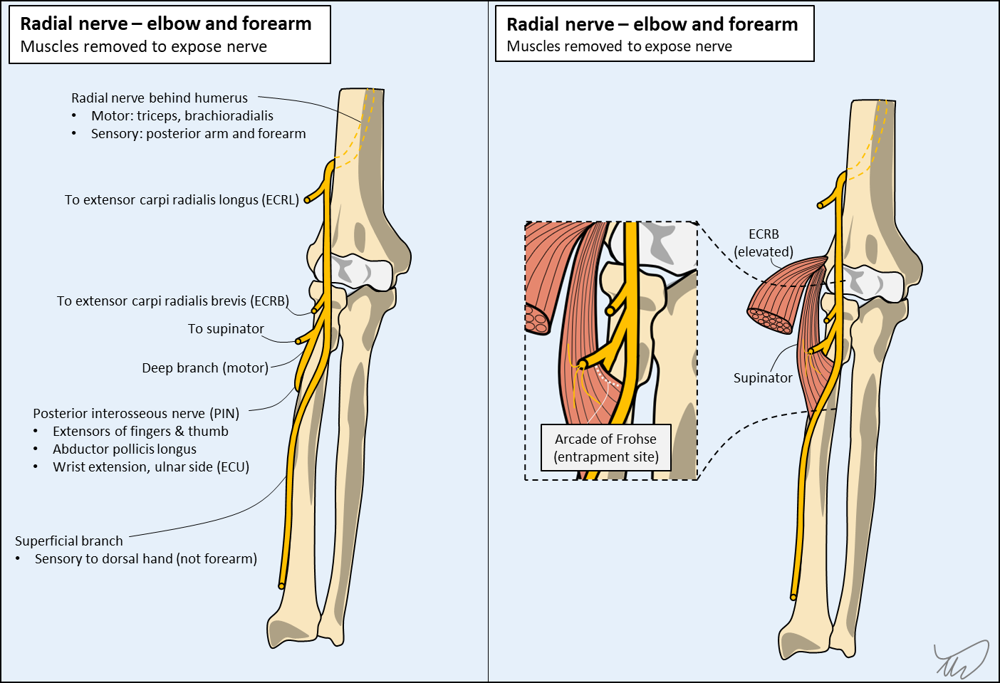 Radial nerve – elbow and forearm
Muscles removed to expose nerve
Radial nerve behind humerus
• Motor: triceps, brachioradialis
• Sensory: posterior arm and forearm
To extensor carpi radialis longus (ECRL)
To extensor carpi radialis brevis (ECRB)
To supinator
Deep branch (motor)
Posterior interosseous nerve (PIN)
• Extensors of fingers & thumb
• Abductor pollicis longus
• Wrist extension, ulnar side (ECU)
Superficial branch
• Sensory to dorsal hand (not forearm)
Radial nerve – elbow and forearm
Muscles removed to expose nerve
ECRB
(elevated)
Supinator
Arcade of Frohse
(entrapment site)